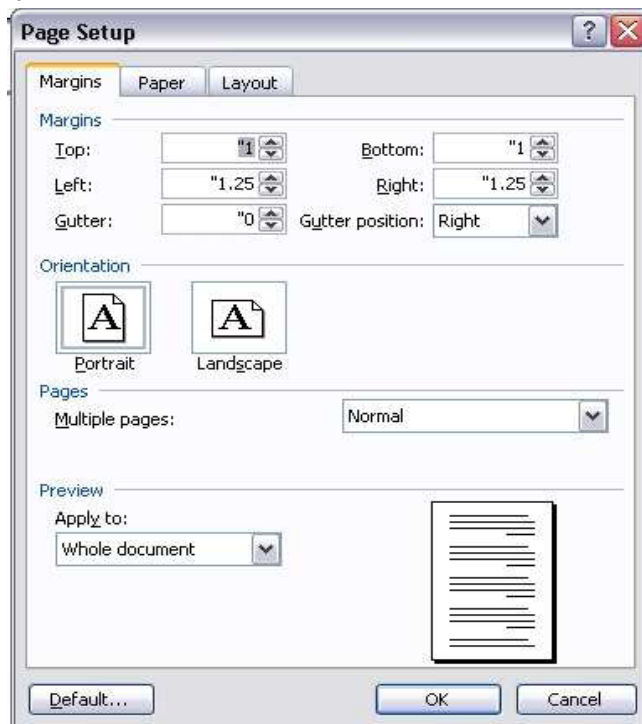 Page Setup
Margins Paper Layout
Margins
Top: "1 Bottom: "1
Left: "1.25 Right: "1.25
Gutter: "0 Gutter position: Right
Orientation
A A
Portrait Landscape
Pages
Multiple pages: Normal
Preview
Apply to:
Whole document
Default... OK Cancel